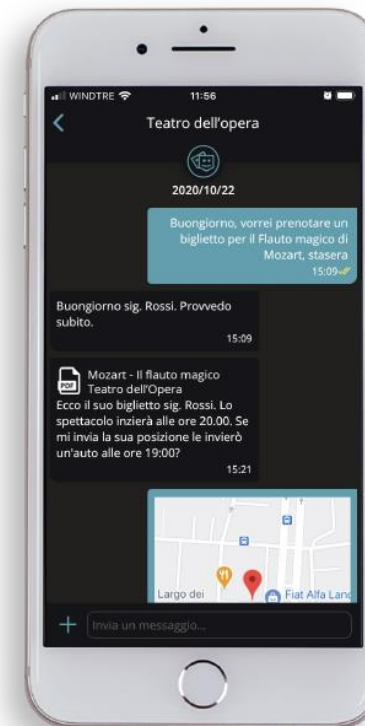 WINDTRE
11:56
Teatro dell'opera
2020/10/22
Buongiorno, vorrei prenotare un
biglietto per il Flauto magico di
Mozart, stasera
15:09
Buongiorno sig. Rossi. Provvedo
subito.
15:09
PDF
Mozart - Il flauto magico
Teatro dell'Opera
Ecco il suo biglietto sig. Rossi. Lo
spettacolo inzierà alle ore 20.00. Se
mi invia la sua posizione le invierò
un'auto alle ore 19:00?
15:21
Largo dei
Fiat Alfa Lanc
Invia un messaggio...